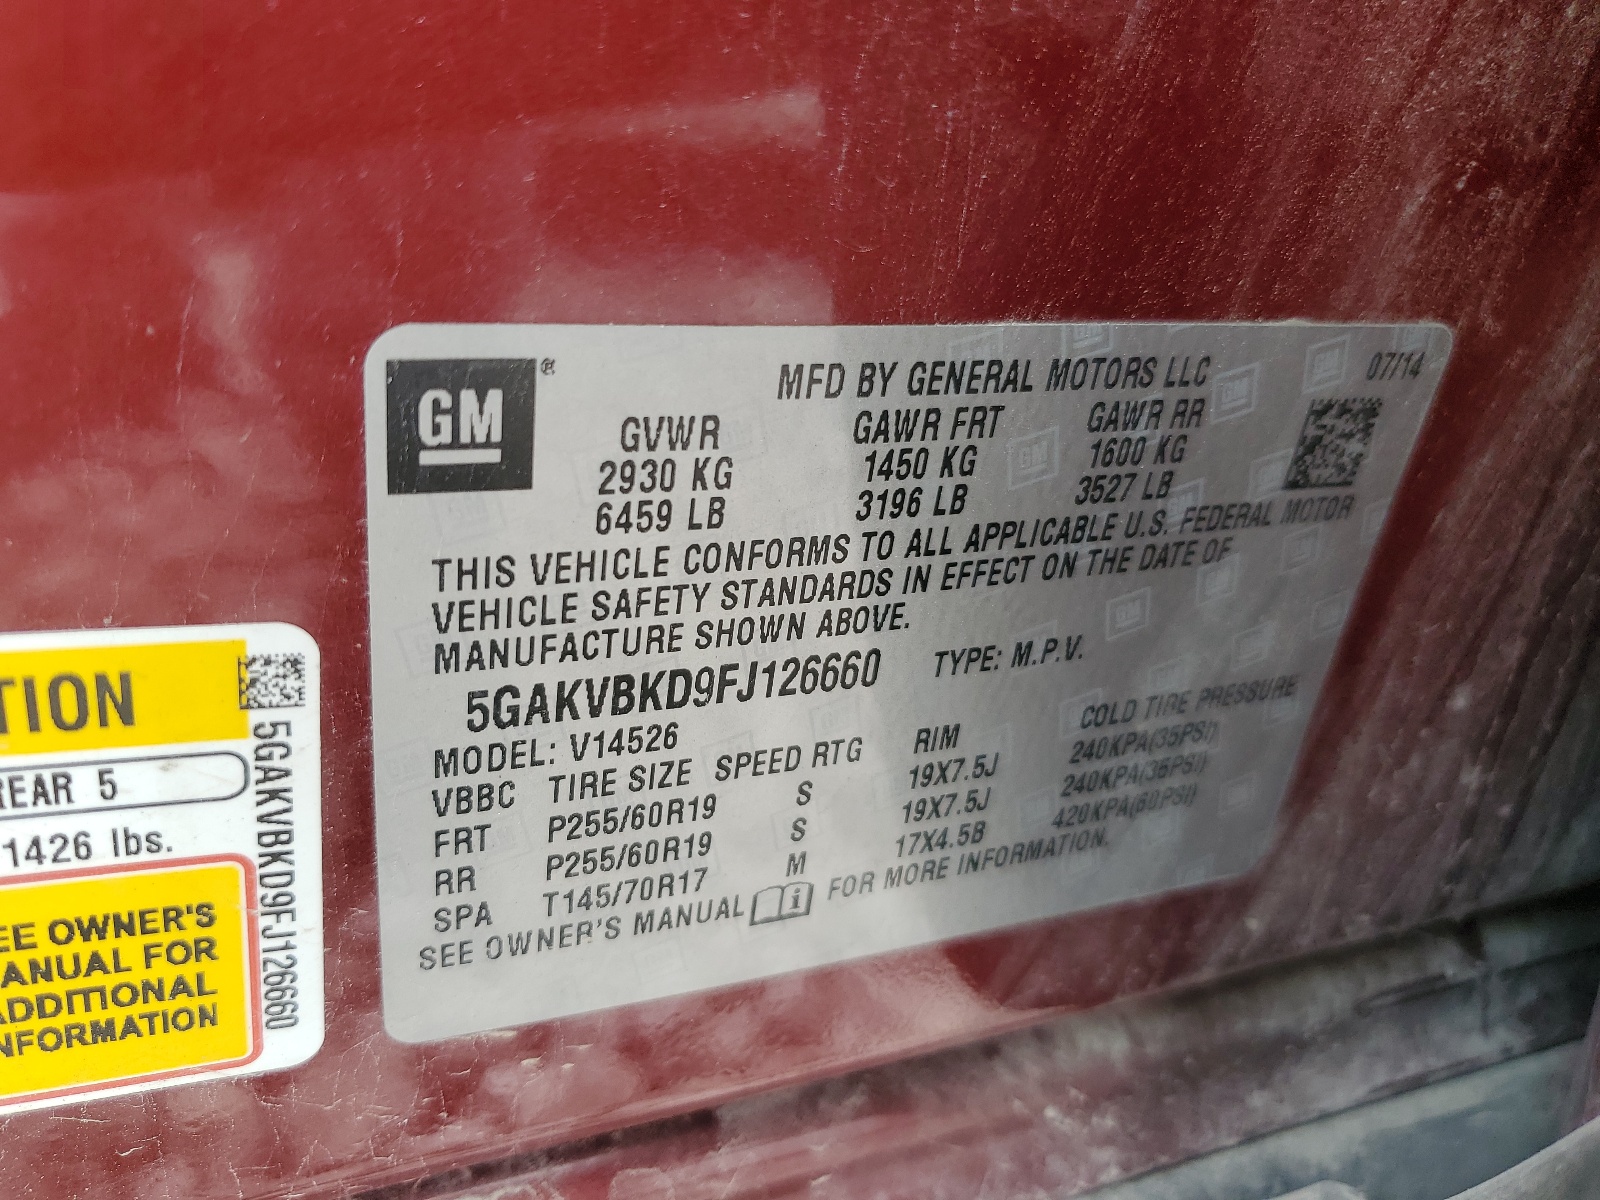 GM®
MFD BY GENERAL MOTORS LLC 07/14
GVWR GAWR FRT GAWR RR
2930 KG 1450 KG 1600 KG
6459 LB 3196 LB 3527 LB
THIS VEHICLE CONFORMS TO ALL APPLICABLE U.S. FEDERAL MOTOR
VEHICLE SAFETY STANDARDS IN EFFECT ON THE DATE OF
MANUFACTURE SHOWN ABOVE.
5GAKVBKD9FJ126660 TYPE: M.P.V.
MODEL: V14526
VBBC TIRE SIZE SPEED RTG RIM COLD TIRE PRESSURE
FRT P255/60R19 S 19X7.5J 240KPA(35PSI)
RR P255/60R19 S 19X7.5J 240KPA(35PSI)
SPA T145/70R17 M 17X4.5B 420KPA(60PSI)
SEE OWNER'S MANUAL FOR MORE INFORMATION.
TION
REAR 5
1426 lbs.
EE OWNER'S
ANUAL FOR
ADDITIONAL
NFORMATION
5GAKVBKD9FJ126660